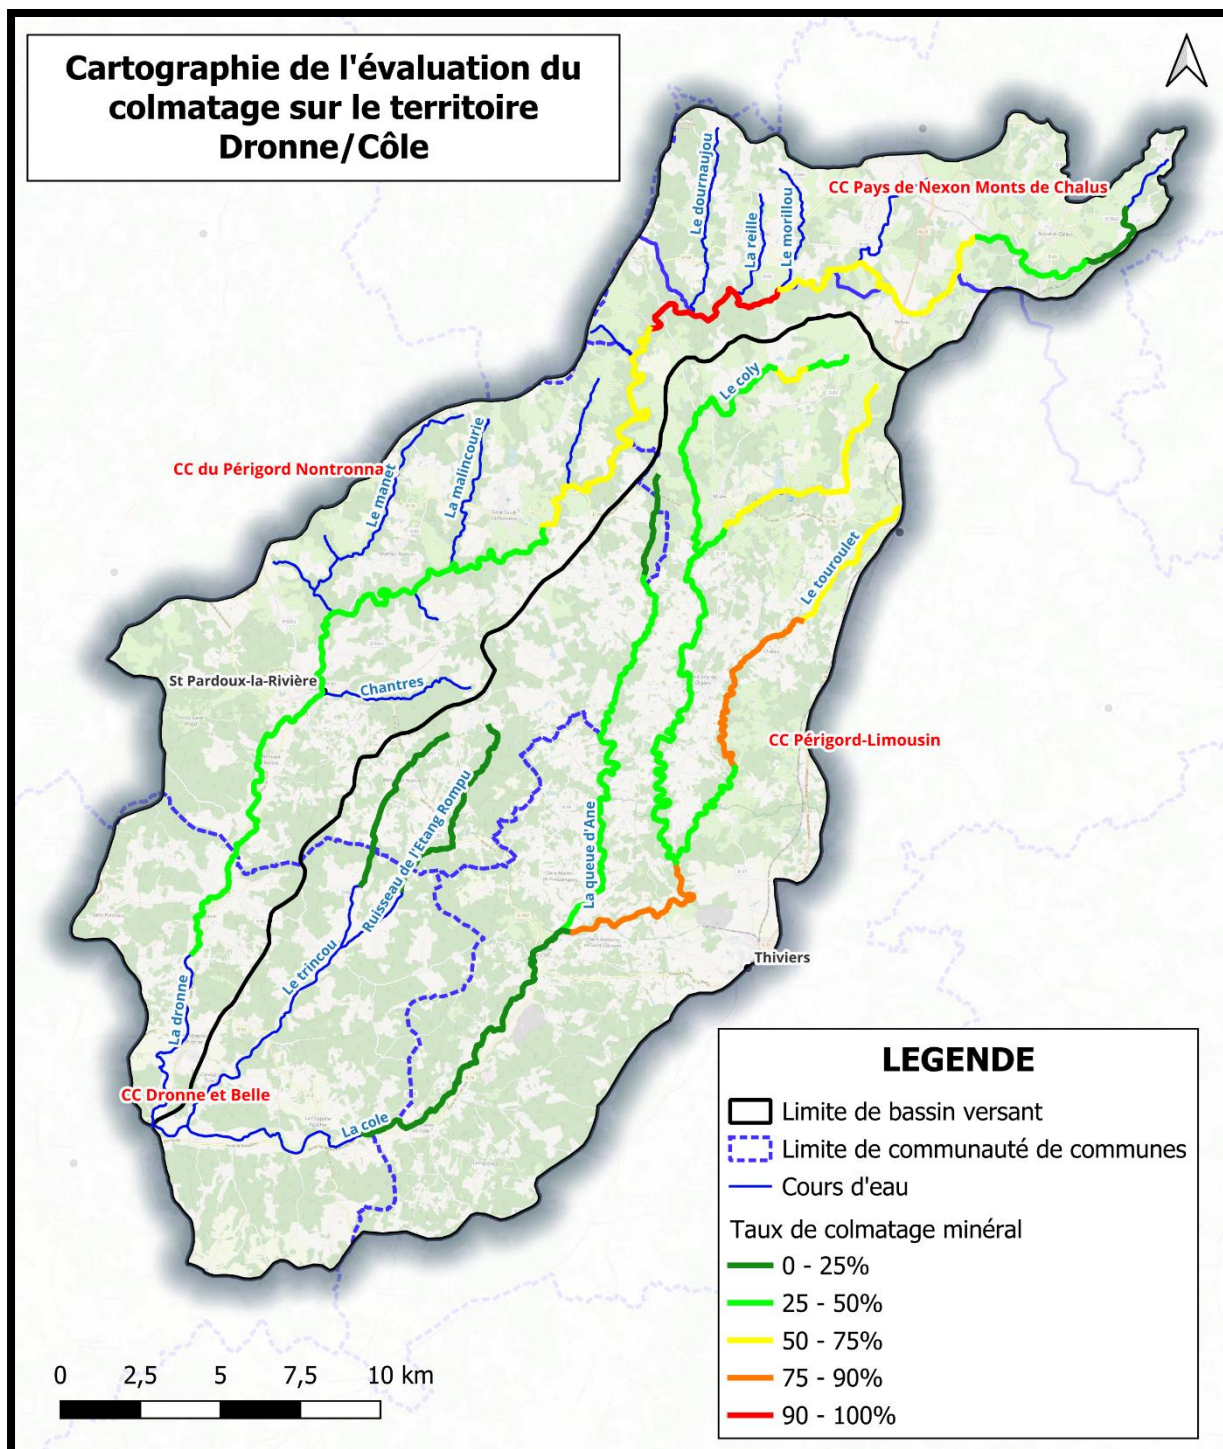 Cartographie de l'évaluation du
colmatage sur le territoire
Dronne/Côle
Le dournaujou
La reille
Le morillou
CC Pays de Nexon Monts de Chalus
Le coly
CC du Périgord Nontronna
Le manet
La malincourie
Le touroulet
St Pardoux-la-Rivière
Chantres
CC Périgord-Limousin
Ruisseau de l'Etang Rompu
La queue d'Ane
Le trincou
La dronne
Thiviers
CC Dronne et Belle
La cole
LEGENDE
Limite de bassin versant
Limite de communauté de communes
Cours d'eau
Taux de colmatage minéral
0 - 25%
25 - 50%
50 - 75%
75 - 90%
90 - 100%
0 2,5 5 7,5 10 km